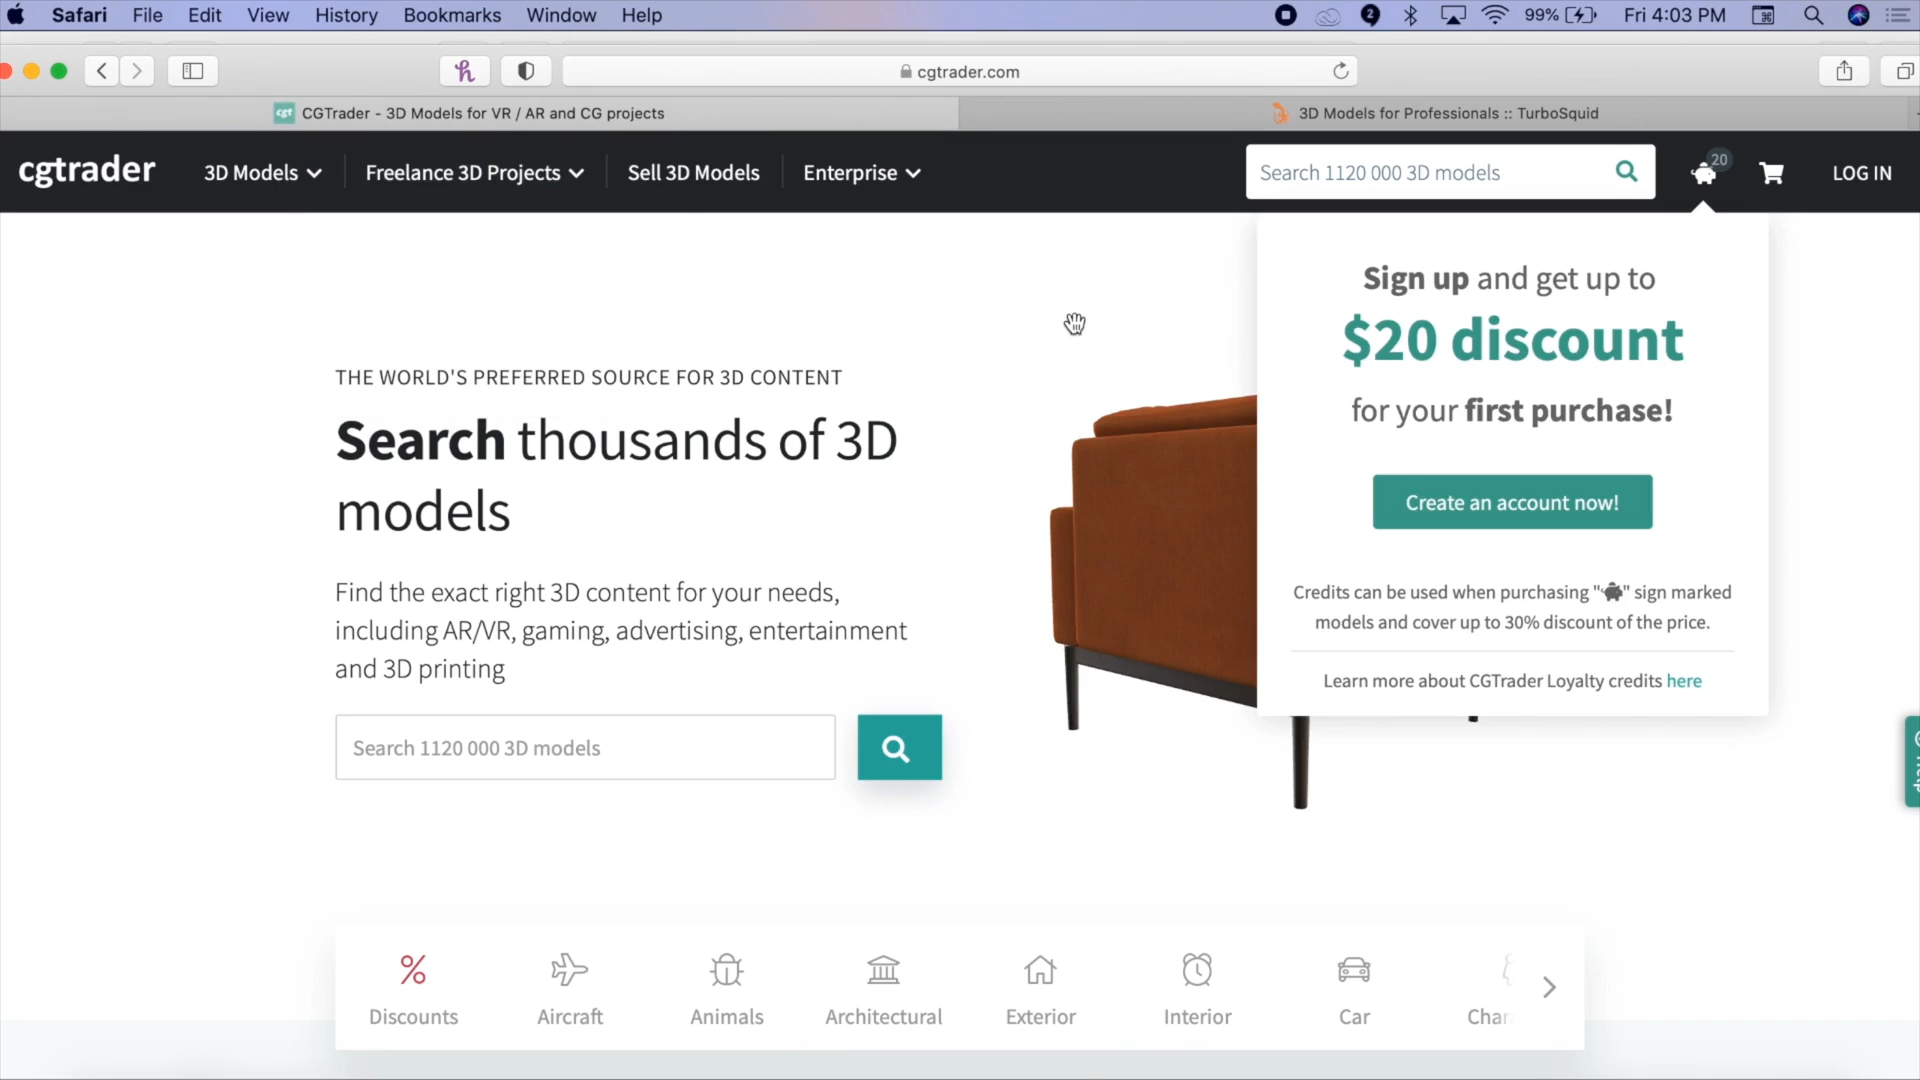 Safari File Edit View History Bookmarks Window Help 2 99% Fri 4:03 PM
cgtrader.com
cgt CGTrader - 3D Models for VR / AR and CG projects
3D Models for Professionals :: TurboSquid
cgtrader 3D Models Freelance 3D Projects Sell 3D Models Enterprise Search 1120 000 3D models 20 LOG IN
Sign up and get up to
$20 discount
for your first purchase!
Create an account now!
Credits can be used when purchasing "" sign marked
models and cover up to 30% discount of the price.
Learn more about CGTrader Loyalty credits here
THE WORLD'S PREFERRED SOURCE FOR 3D CONTENT
Search thousands of 3D
models
Find the exact right 3D content for your needs,
including AR/VR, gaming, advertising, entertainment
and 3D printing
Search 1120 000 3D models
Discounts Aircraft Animals Architectural Exterior Interior Car